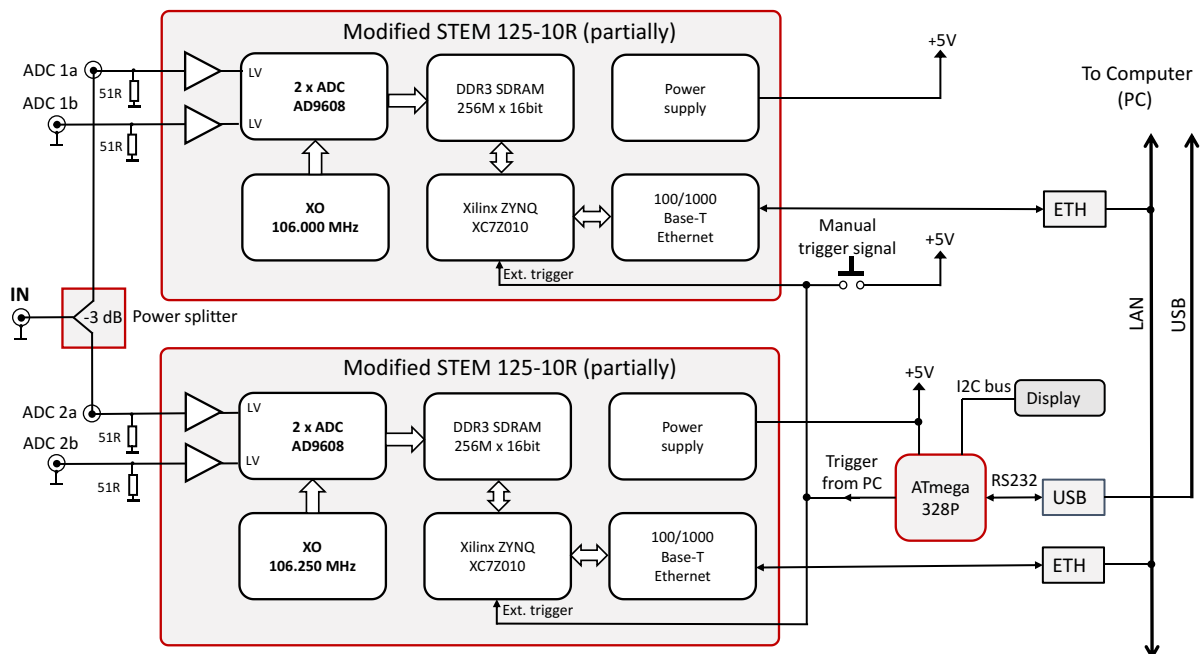 Modified STEM 125-10R (partially)
ADC 1a
51R
ADC 1b
51R
LV
LV
2 x ADC
AD9608
DDR3 SDRAM
256M x 16bit
Power
supply
+5V
To Computer
(PC)
XO
106.000 MHz
Xilinx ZYNQ
XC7Z010
100/1000
Base-T
Ethernet
ETH
Manual
trigger signal
+5V
Ext. trigger
IN
-3 dB
Power splitter
LAN
USB
Modified STEM 125-10R (partially)
ADC 2a
51R
ADC 2b
51R
LV
LV
2 x ADC
AD9608
DDR3 SDRAM
256M x 16bit
Power
supply
+5V
I2C bus
Display
Trigger
from PC
ATmega
328P
RS232
USB
XO
106.250 MHz
Xilinx ZYNQ
XC7Z010
100/1000
Base-T
Ethernet
ETH
Ext. trigger